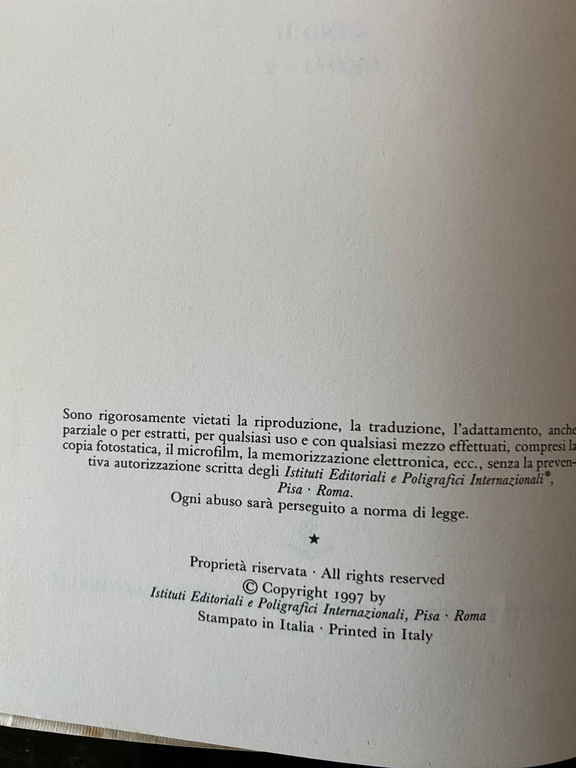 Sono rigorosamente vietati la riproduzione, la traduzione, l'adattamento, anche
parziale o per estratti, per qualsiasi uso e con qualsiasi mezzo effettuati, compresi la
copia fotostatica, il microfilm, la memorizzazione elettronica, ecc., senza la preven-
tiva autorizzazione scritta degli Istituti Editoriali e Poligrafici Internazionali®,
Pisa · Roma.
Ogni abuso sarà perseguito a norma di legge.
★
Proprietà riservata · All rights reserved
© Copyright 1997 by
Istituti Editoriali e Poligrafici Internazionali, Pisa · Roma
Stampato in Italia · Printed in Italy